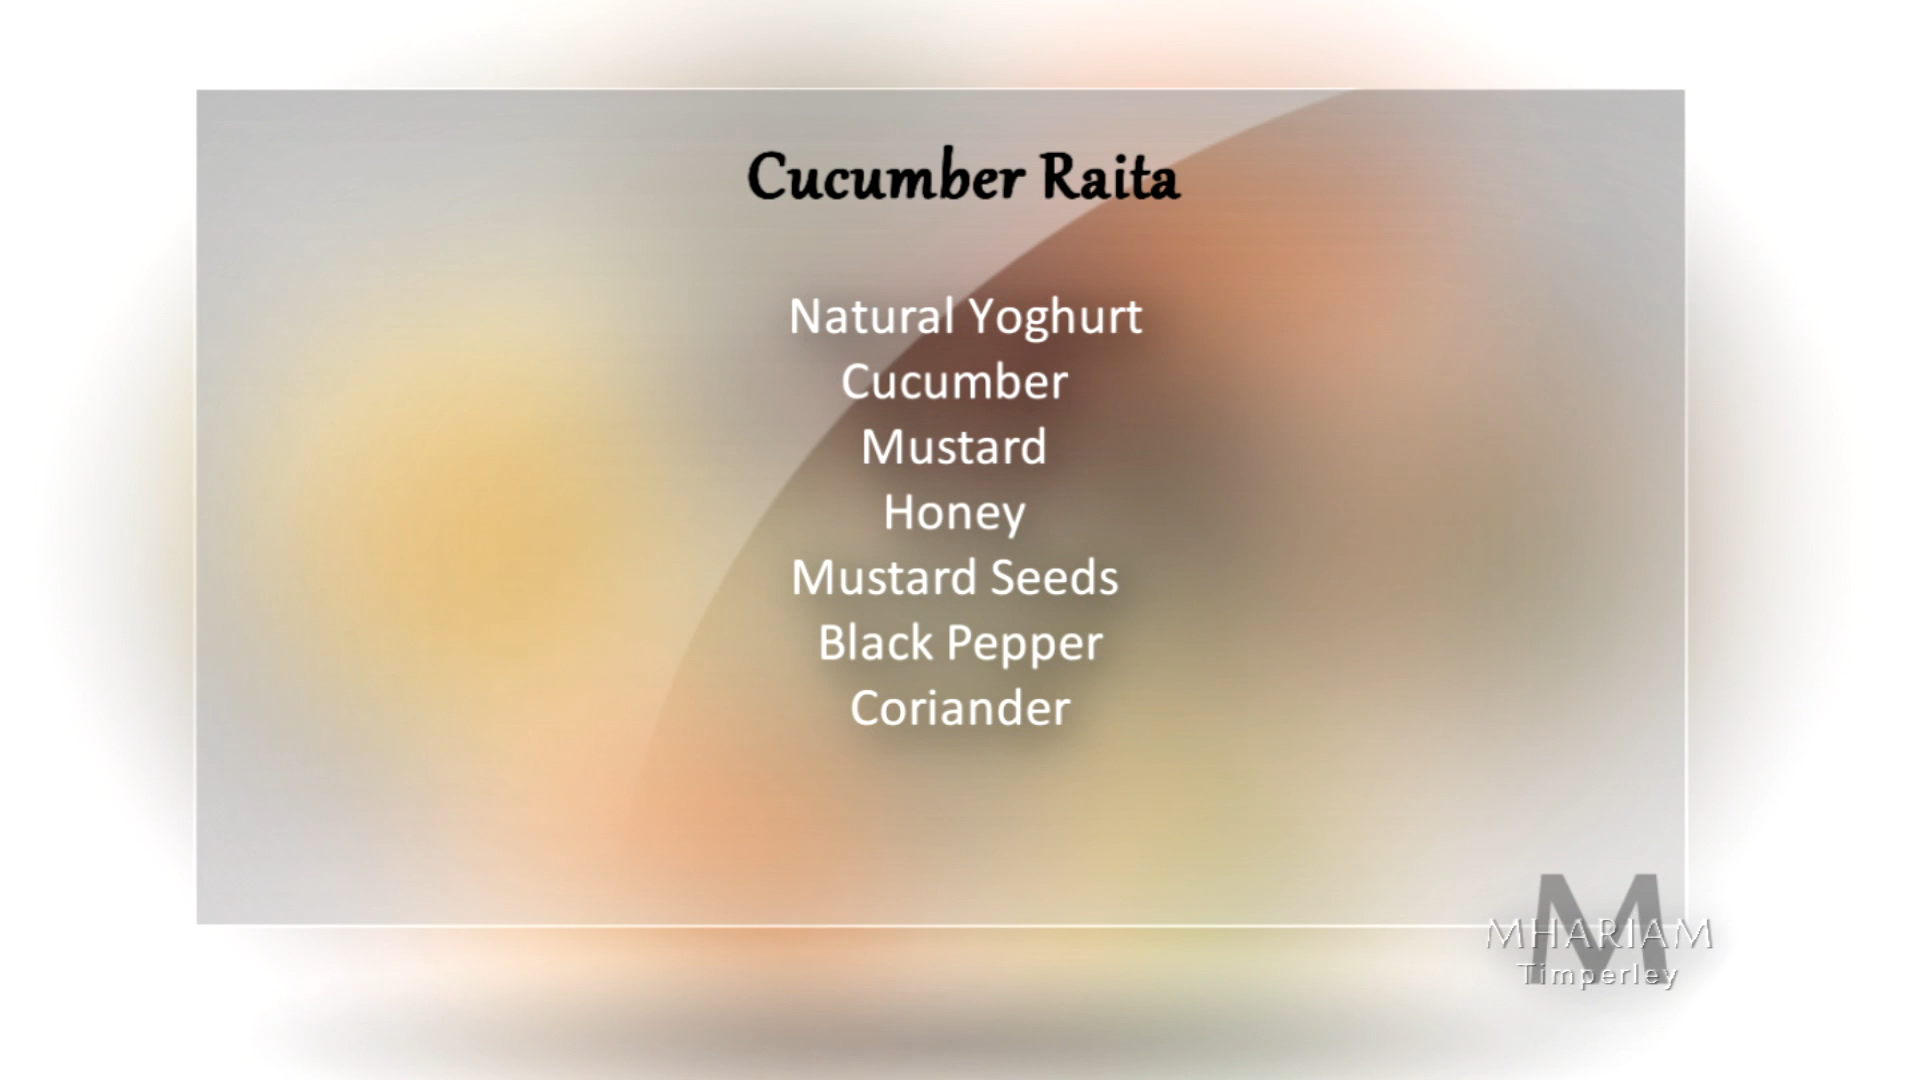 Cucumber Raita
Natural Yoghurt
Cucumber
Mustard
Honey
Mustard Seeds
Black Pepper
Coriander
M
MHARIAM
Timperley